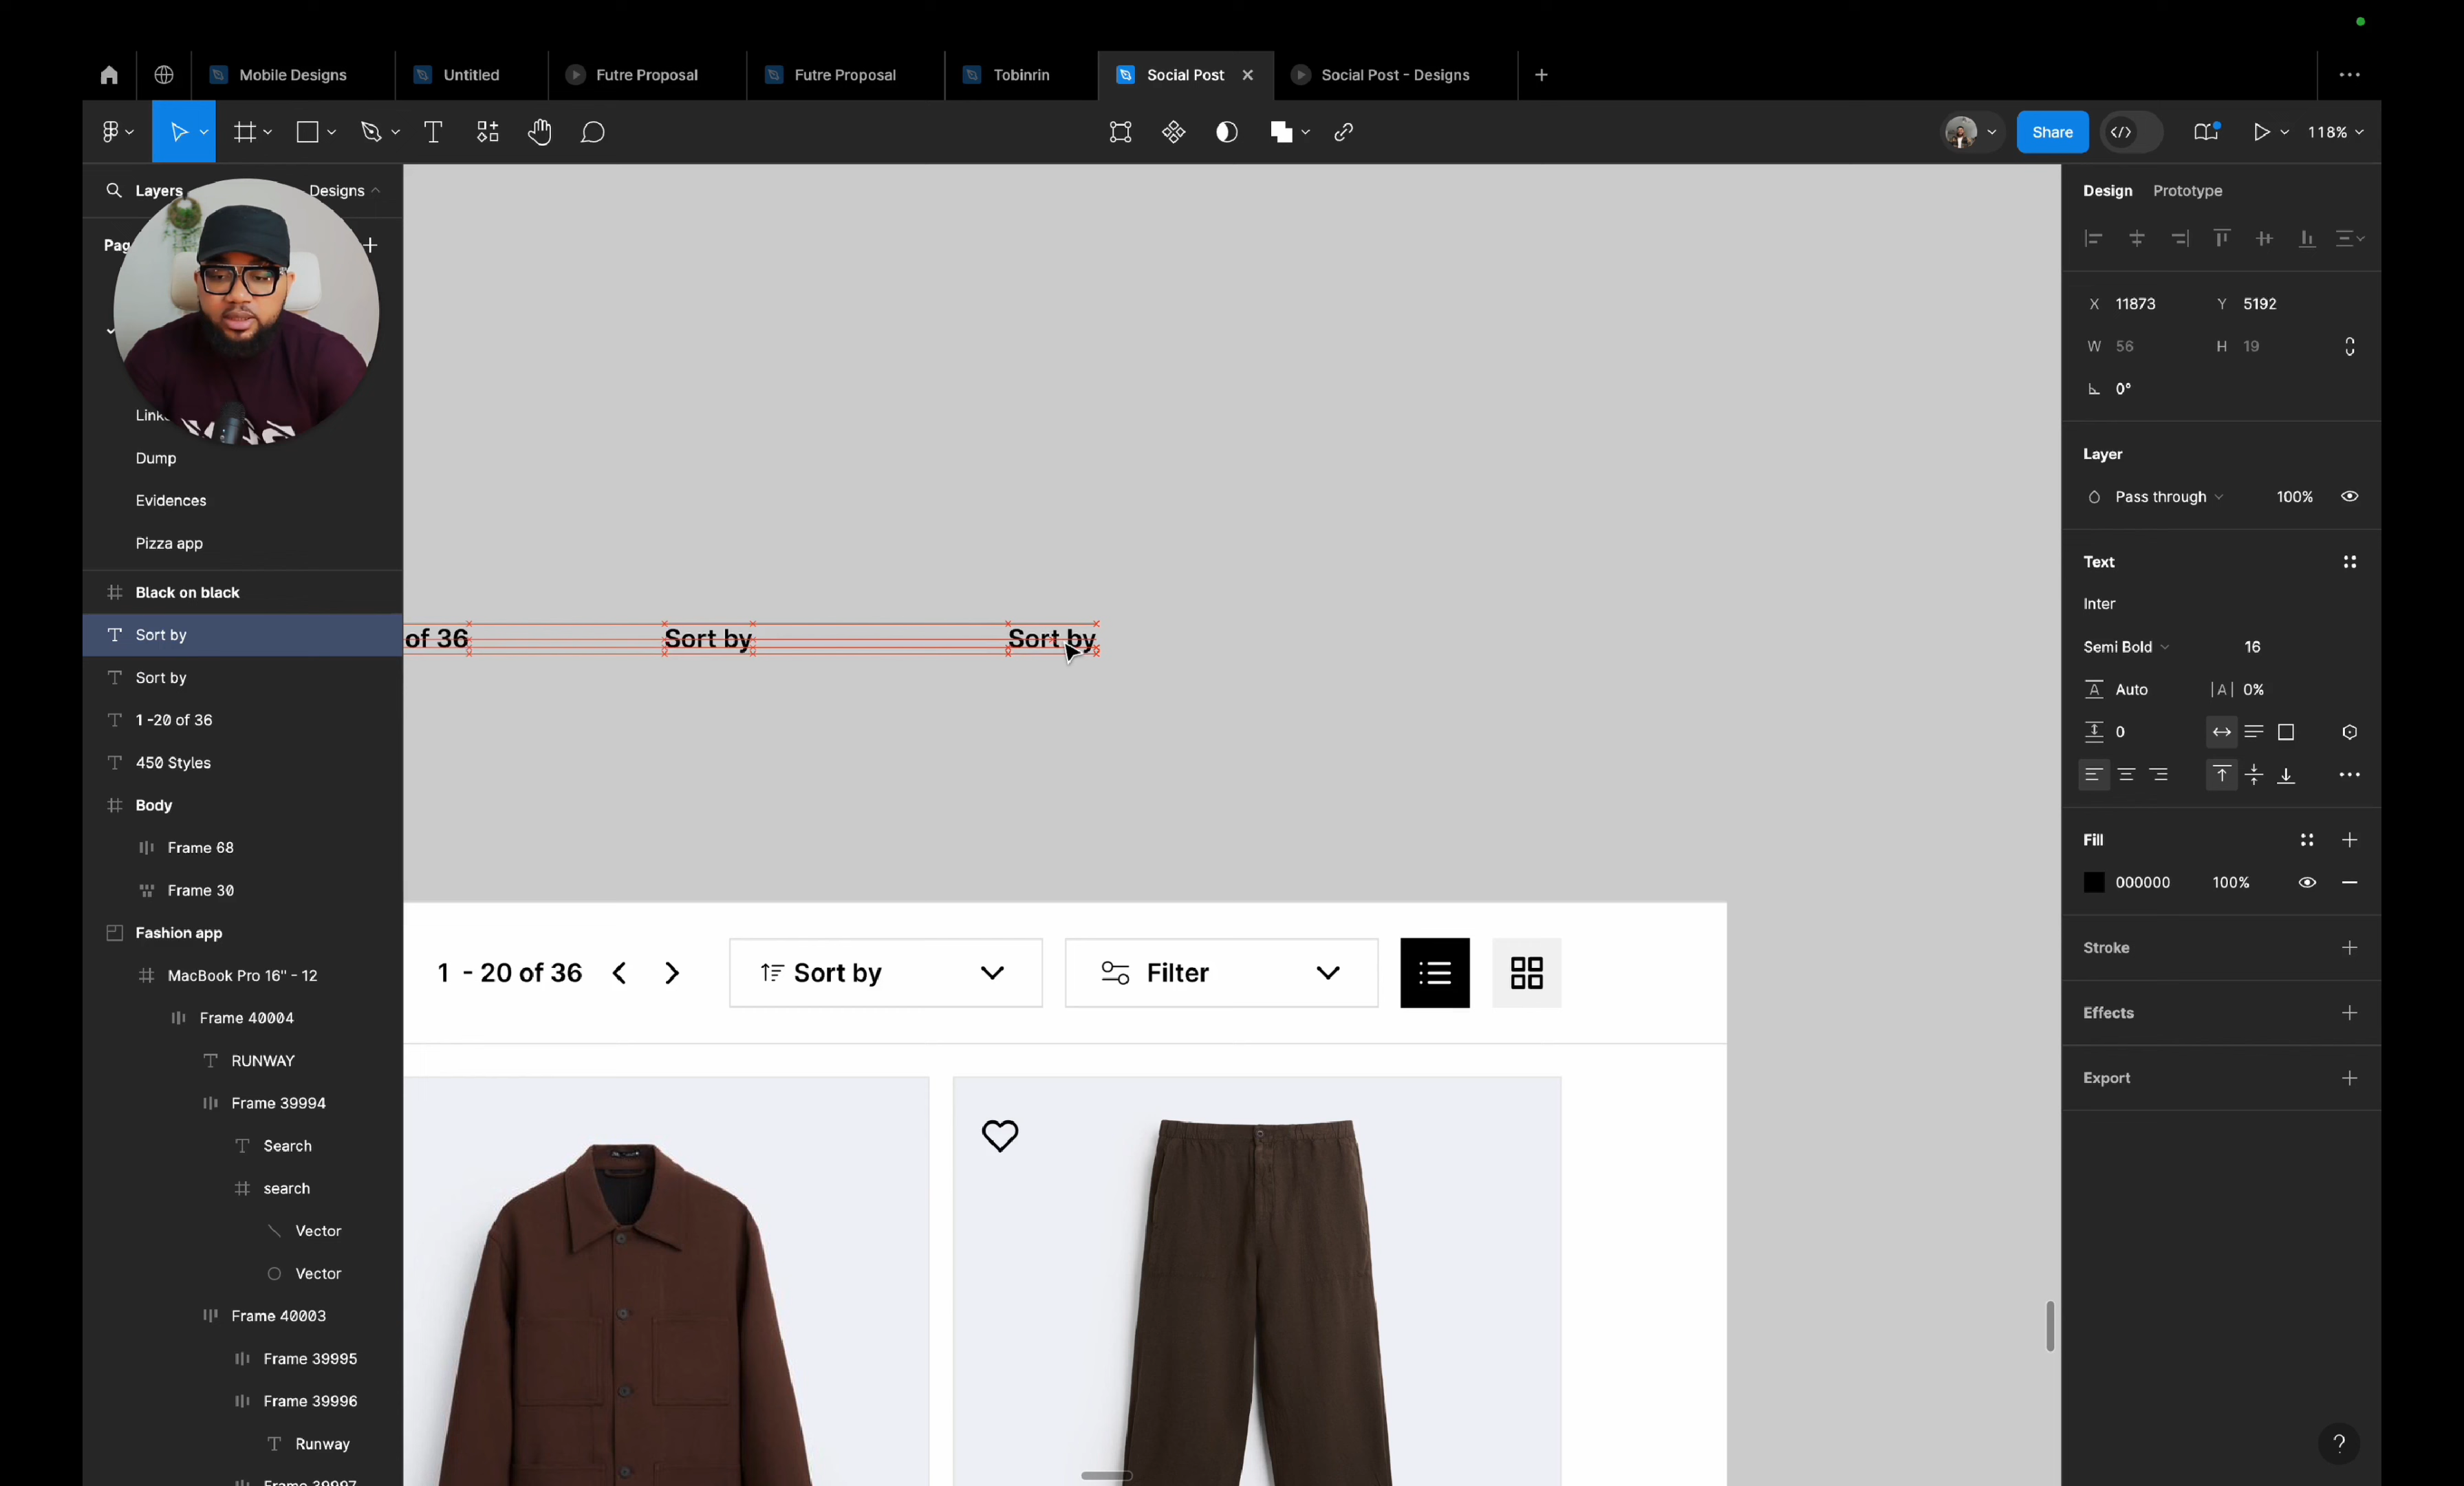 Mobile Designs
Untitled
Futre Proposal
Futre Proposal
Tobinrin
Social Post
Social Post - Designs
Share
118%
Layers
Designs
Pag
Dump
Evidences
Pizza app
Black on black
Sort by
Sort by
1 -20 of 36
450 Styles
Body
Frame 68
Frame 30
Fashion app
MacBook Pro 16" - 12
Frame 40004
RUNWAY
Frame 39994
Search
search
Vector
Vector
Frame 40003
Frame 39995
Frame 39996
Runway
Frame 39997
of 36
Sort by
Sort by
1 - 20 of 36
Sort by
Filter
Design
Prototype
X 11873
Y 5192
W 56
H 19
0°
Layer
Pass through
100%
Text
Inter
Semi Bold
16
Auto
|A| 0%
0
Fill
000000
100%
Stroke
Effects
Export
?